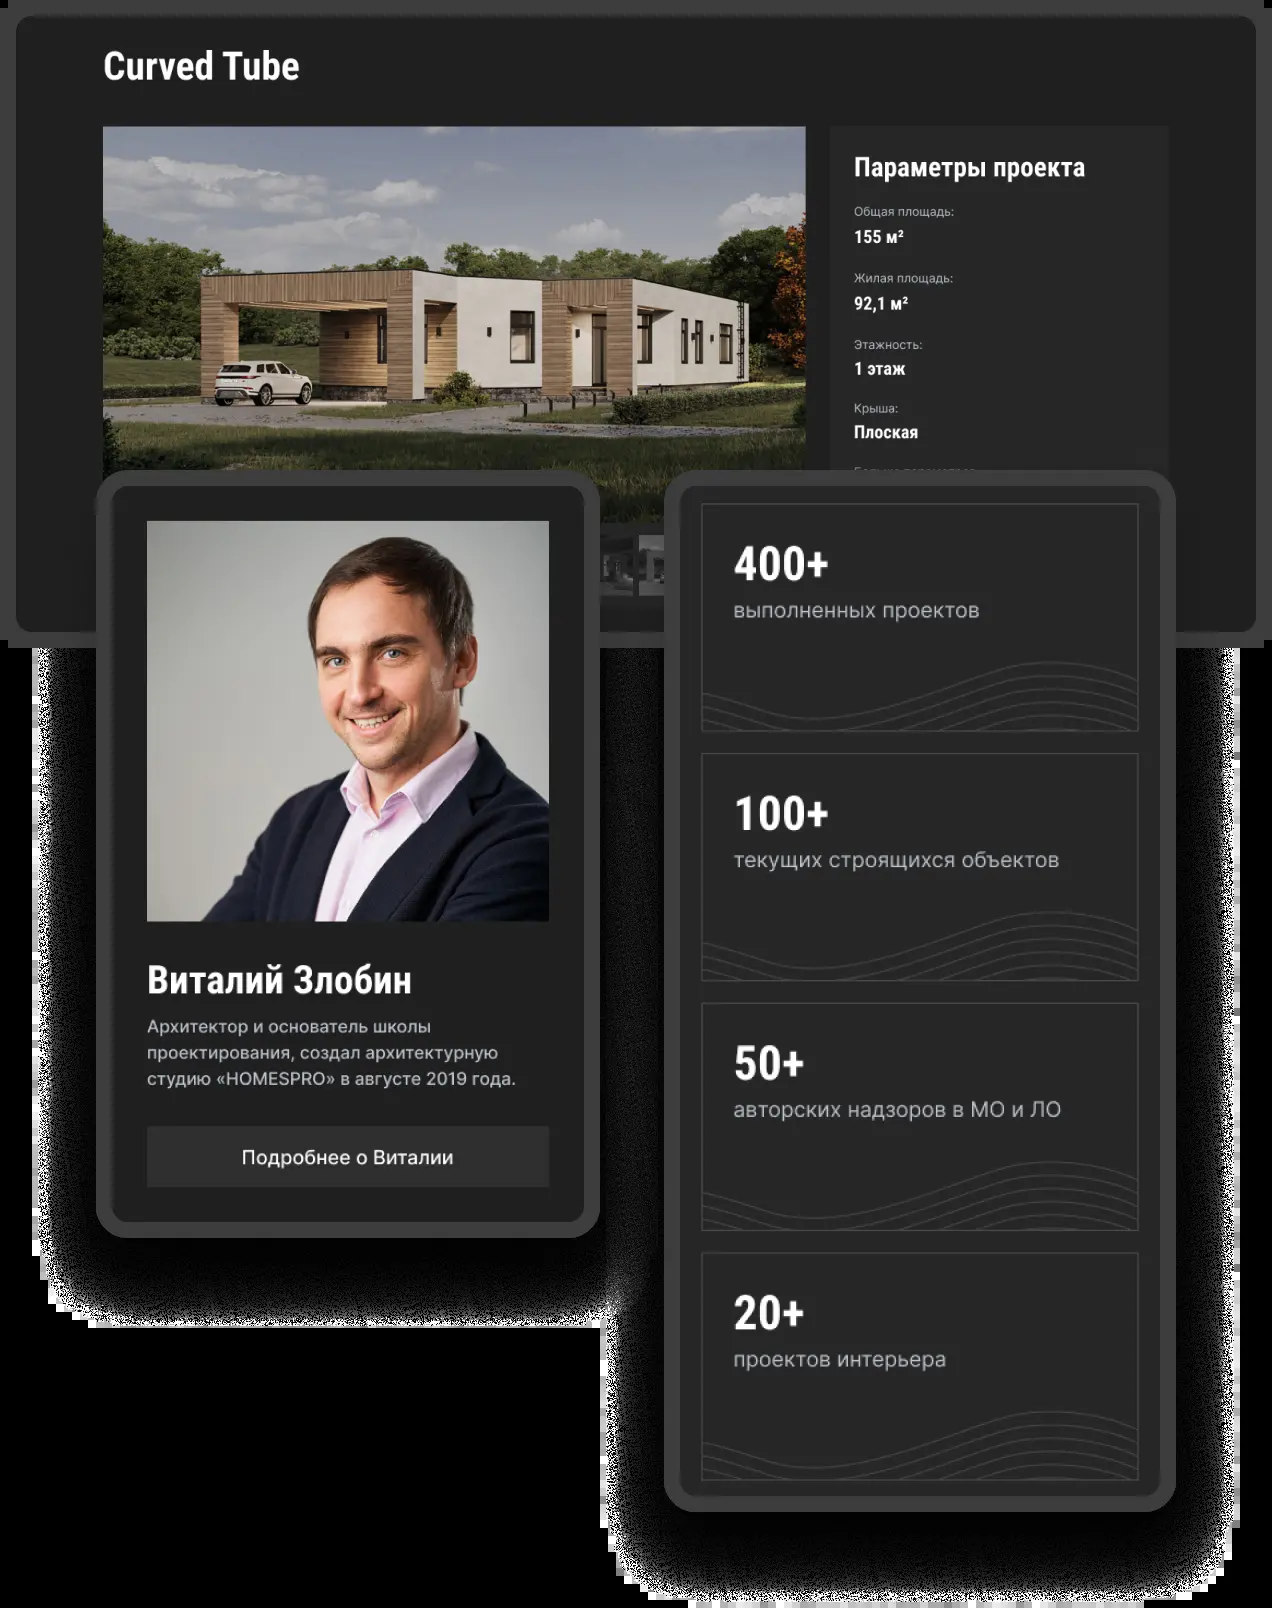 Curved Tube
Параметры проекта
Общая площадь:
155 м²
Жилая площадь:
92,1 м²
Этажность:
1 этаж
Крыша:
Плоская
Виталий Злобин
Архитектор и основатель школы
проектирования, создал архитектурную
студию «HOMESPRO» в августе 2019 года.
Подробнее о Виталии
400+
выполненных проектов
100+
текущих строящихся объектов
50+
авторских надзоров в МО и ЛО
20+
проектов интерьера